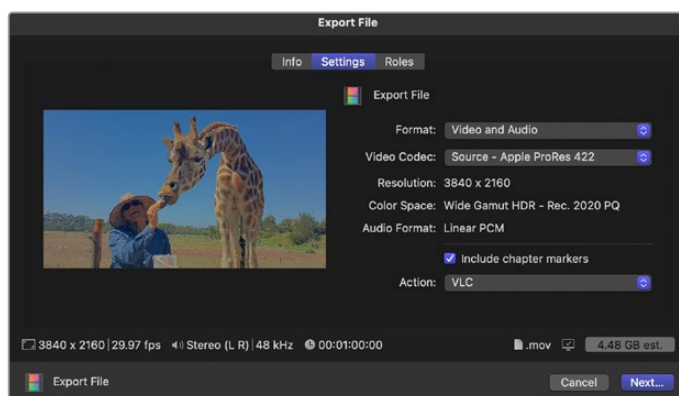 Export File
Info Settings Roles
Export File
Format: Video and Audio
Video Codec: Source - Apple ProRes 422
Resolution: 3840 x 2160
Color Space: Wide Gamut HDR - Rec. 2020 PQ
Audio Format: Linear PCM
Include chapter markers
Action: VLC
3840 x 2160 | 29.97 fps Stereo (L R) | 48 kHz 00:01:00:00 .mov 4.48 GB est.
Export File Cancel Next...